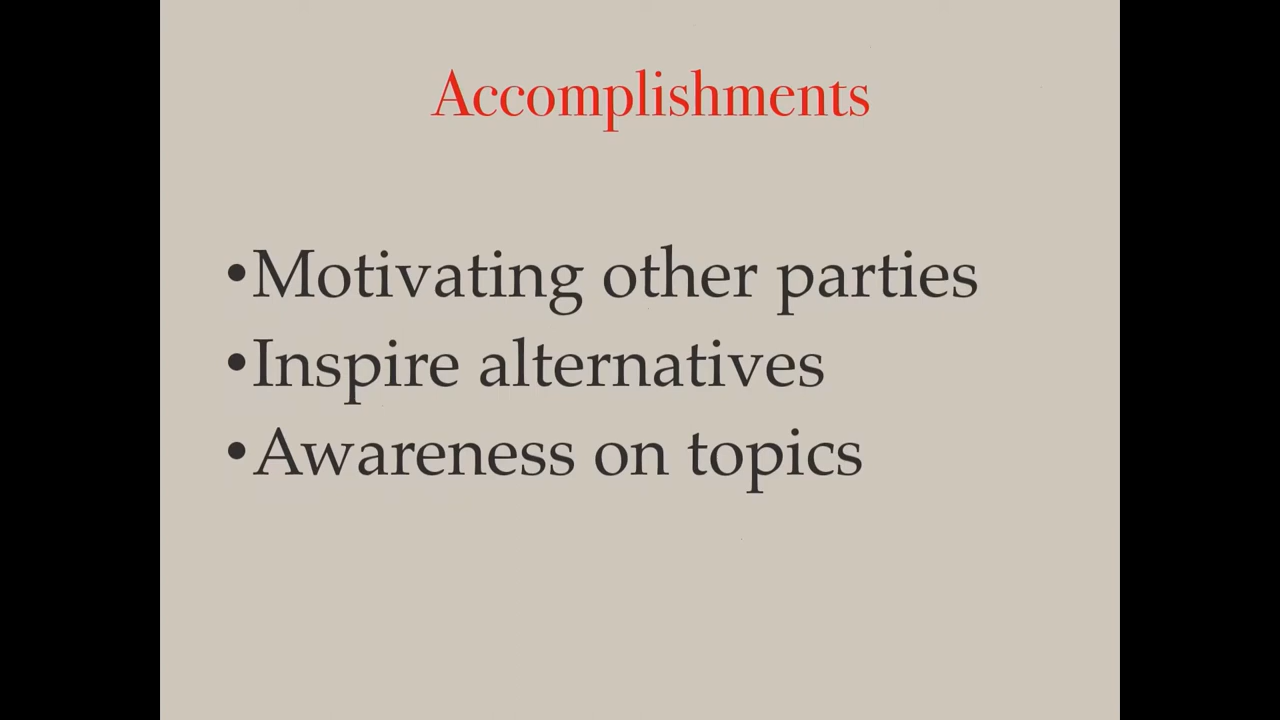 Accomplishments
•Motivating other parties
•Inspire alternatives
•Awareness on topics